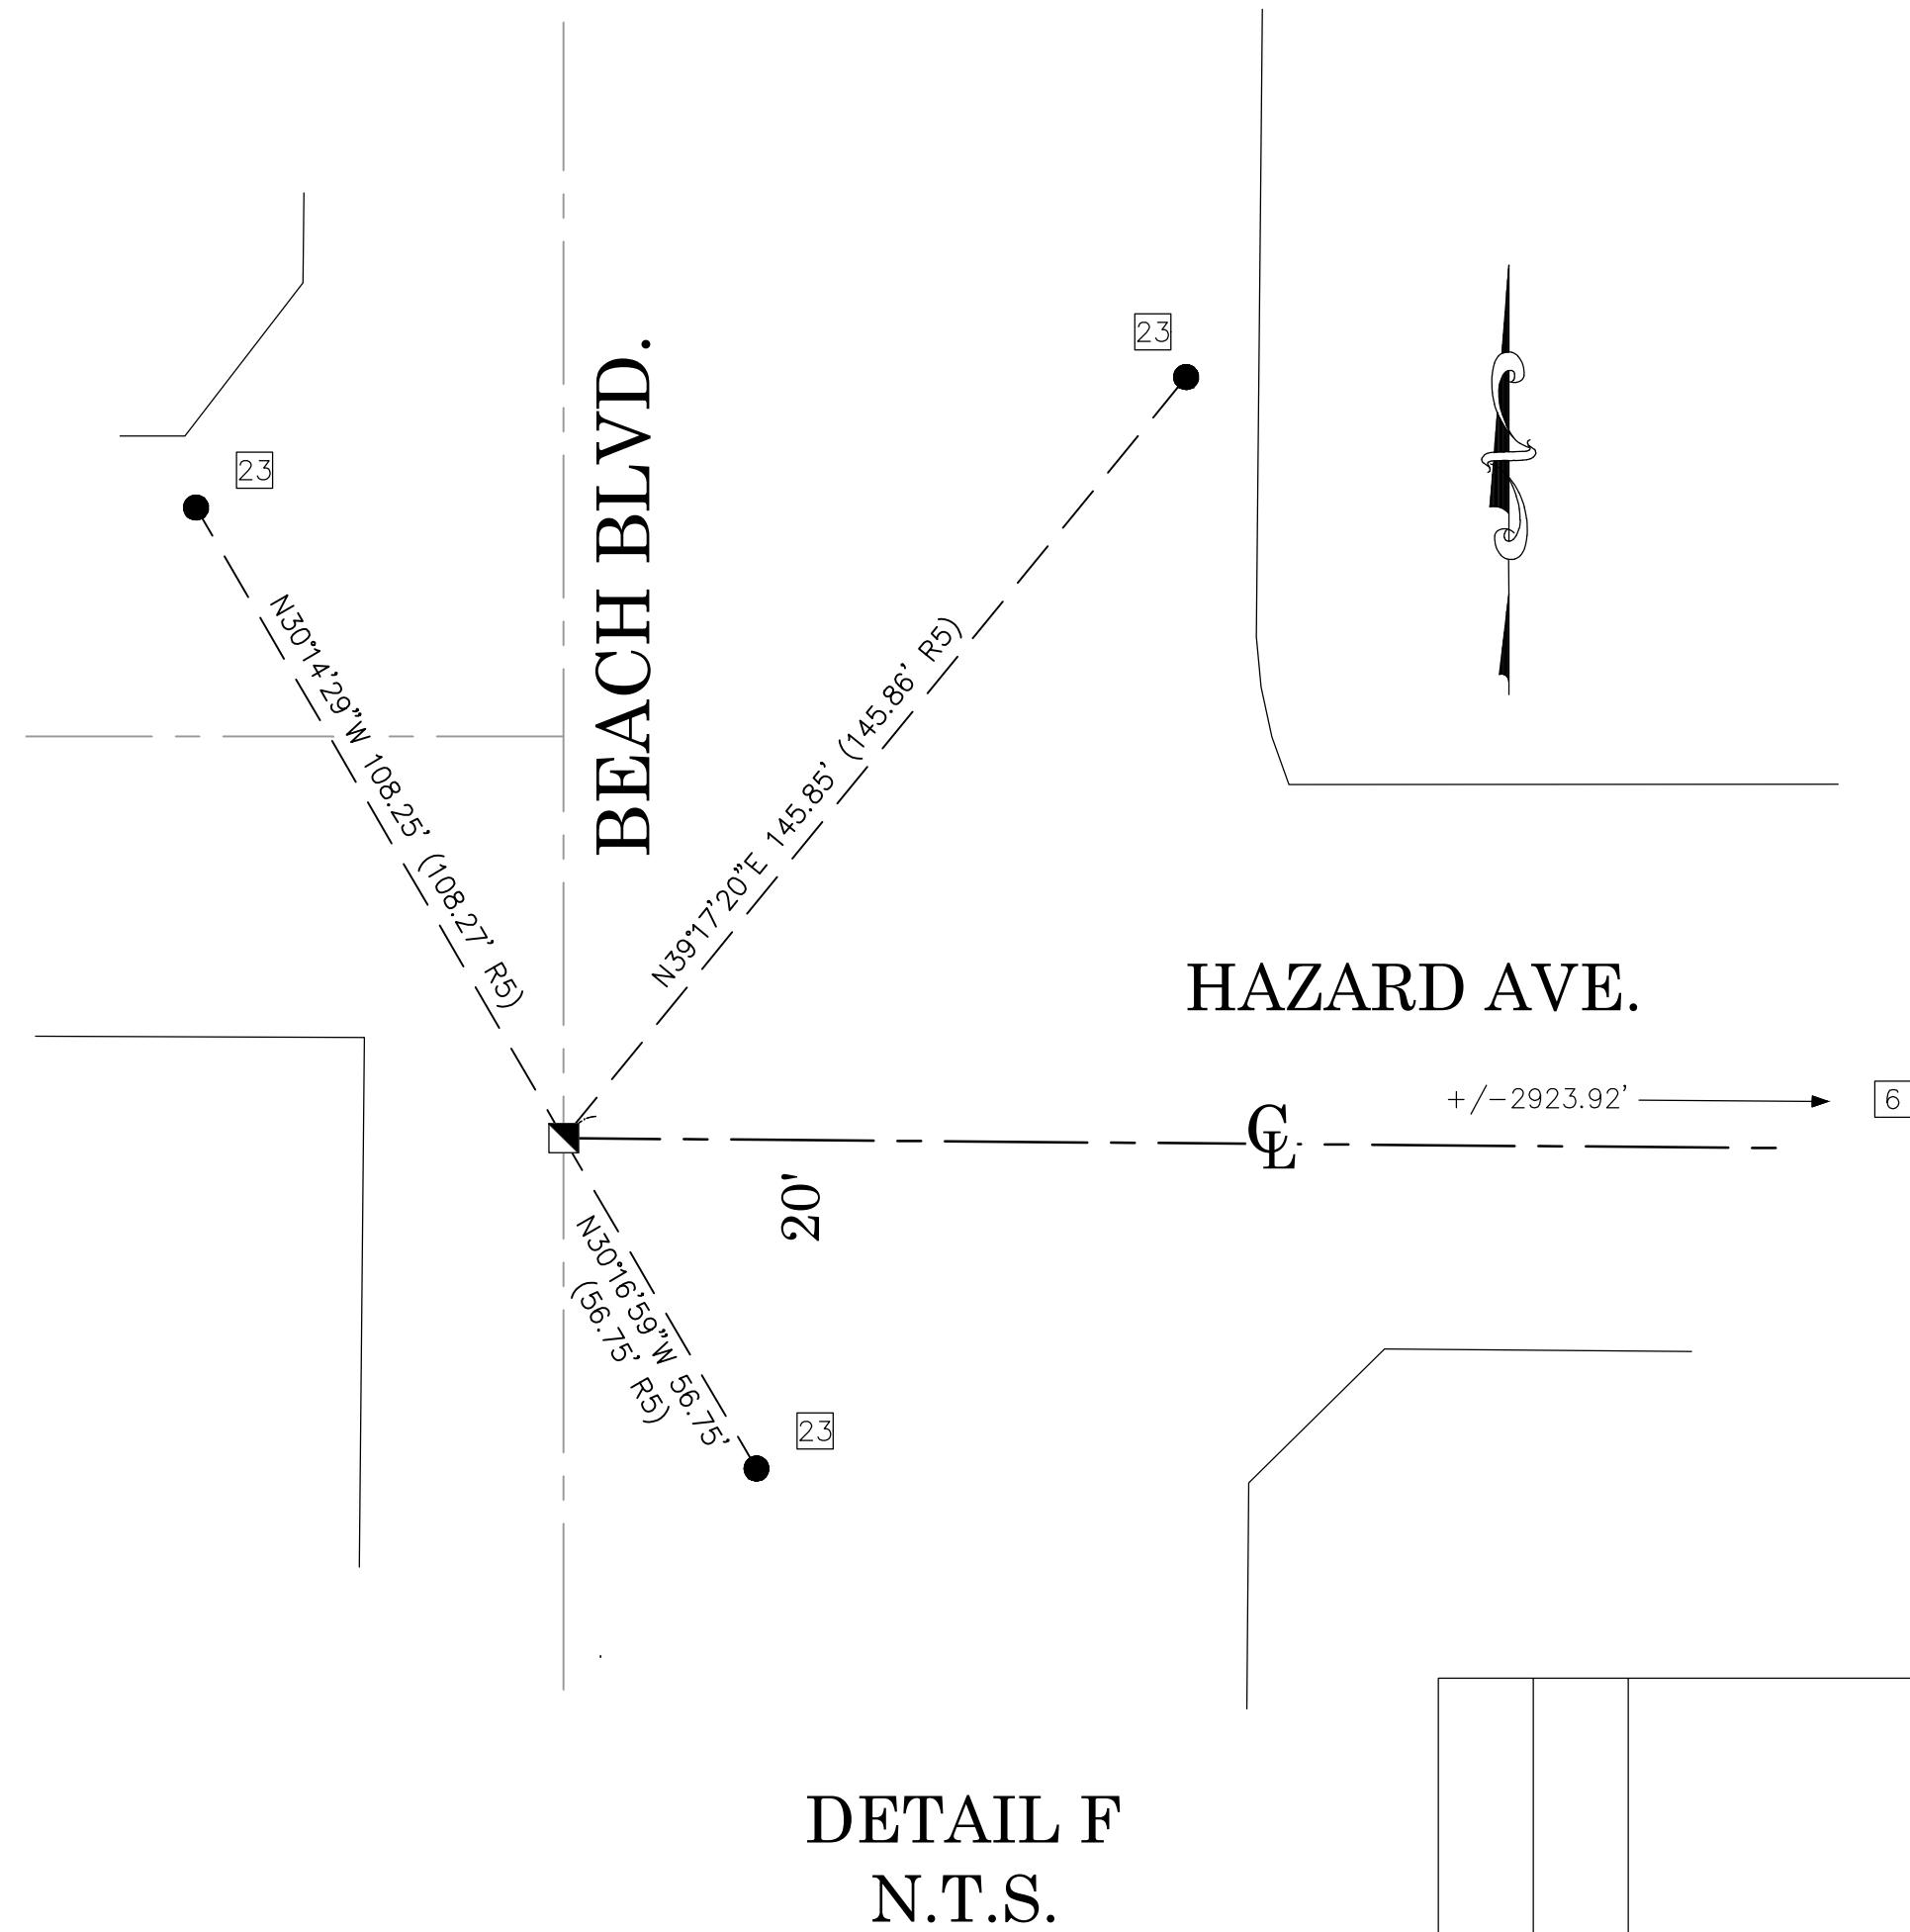 23
23
BEACH BLVD.
N30°14'29"W 108.25' (108.27' R5)
N39°17'20"E 145.85' (145.86' R5)
HAZARD AVE.
+/-2923.92'
6
CL
20'
N30°16'59"W 56.75'
(56.75' R5)
23
DETAIL F
N.T.S.